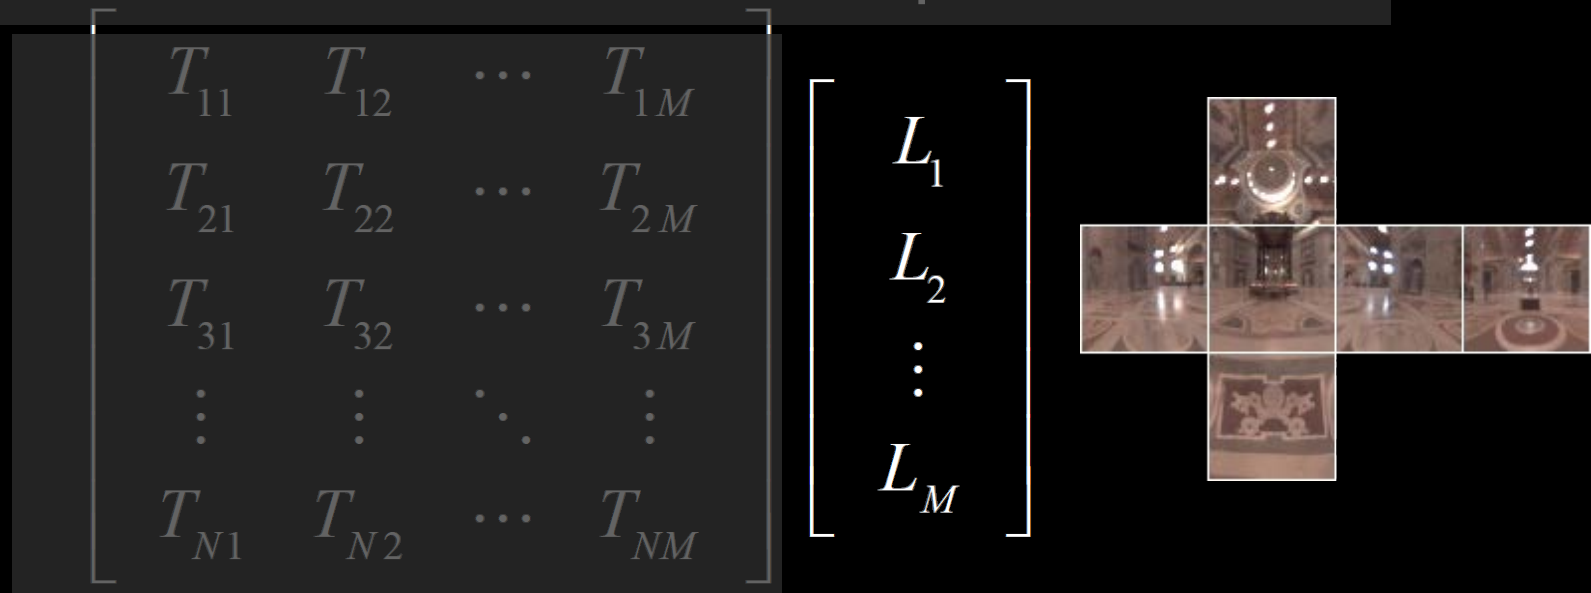 T11 T12 ⋯ T1M
T21 T22 ⋯ T2M
T31 T32 ⋯ T3M
⋮ ⋮ ⋱ ⋮
TN1 TN2 ⋯ TNM
L1
L2
⋮
LM